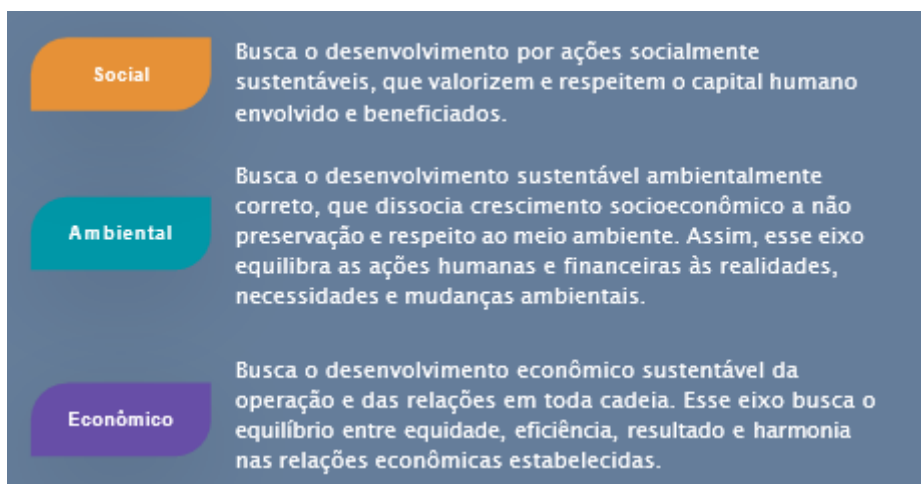 Social
Busca o desenvolvimento por ações socialmente
sustentáveis, que valorizem e respeitem o capital humano
envolvido e beneficiados.
Ambiental
Busca o desenvolvimento sustentável ambientalmente
correto, que dissocia crescimento socioeconômico a não
preservação e respeito ao meio ambiente. Assim, esse eixo
equilibra as ações humanas e financeiras às realidades,
necessidades e mudanças ambientais.
Econômico
Busca o desenvolvimento econômico sustentável da
operação e das relações em toda cadeia. Esse eixo busca o
equilíbrio entre equidade, eficiência, resultado e harmonia
nas relações econômicas estabelecidas.